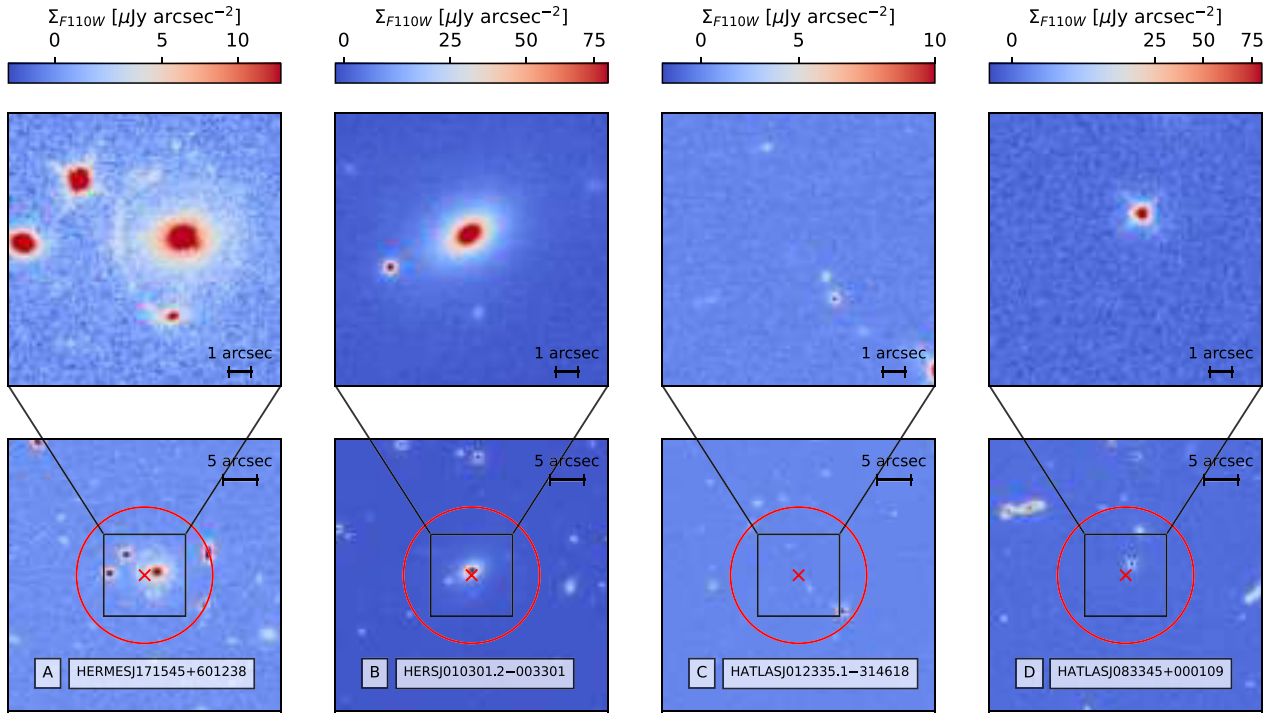 Σ_F110W [μJy arcsec⁻²] Σ_F110W [μJy arcsec⁻²] Σ_F110W [μJy arcsec⁻²] Σ_F110W [μJy arcsec⁻²]
0 5 10 0 25 50 75 0 5 10 0 25 50 75
1 arcsec 1 arcsec 1 arcsec 1 arcsec
5 arcsec 5 arcsec 5 arcsec 5 arcsec
A HERMESJ171545+601238 B HERSJ010301.2−003301 C HATLASJ012335.1−314618 D HATLASJ083345+000109